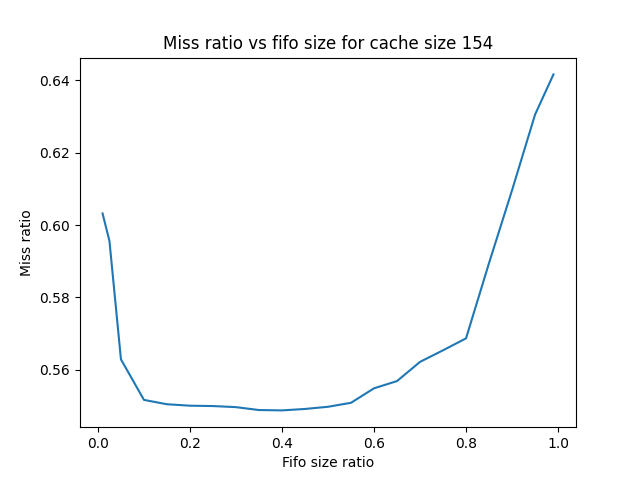 Miss ratio vs fifo size for cache size 154
0.64
0.62
0.60
0.58
0.56
Miss ratio
0.0 0.2 0.4 0.6 0.8 1.0
Fifo size ratio